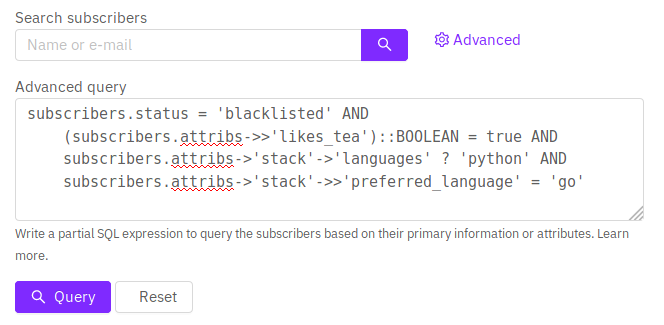 Search subscribers
Name or e-mail
Advanced
Advanced query
subscribers.status = 'blacklisted' AND
(subscribers.attribs->>'likes_tea')::BOOLEAN = true AND
subscribers.attribs->'stack'->'languages' ? 'python' AND
subscribers.attribs->'stack'->>'preferred_language' = 'go'
Write a partial SQL expression to query the subscribers based on their primary information or attributes. Learn
more.
Query
Reset